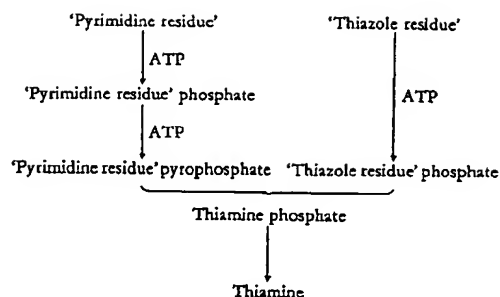 ‘Pyrimidine residue’ ‘Thiazole residue’
ATP
‘Pyrimidine residue’ phosphate ATP
ATP
‘Pyrimidine residue’ pyrophosphate ‘Thiazole residue’ phosphate
Thiamine phosphate
Thiamine